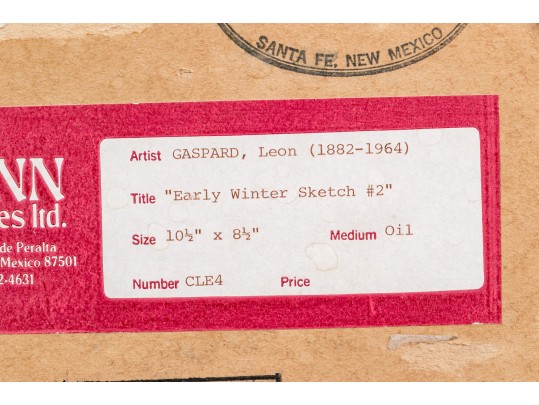 SANTA FE, NEW MEXICO
NN
es ltd.
de Peralta
Mexico 87501
2-4631
Artist GASPARD, Leon (1882-1964)
Title "Early Winter Sketch #2"
Size 10½" x 8½" Medium Oil
Number CLE4 Price